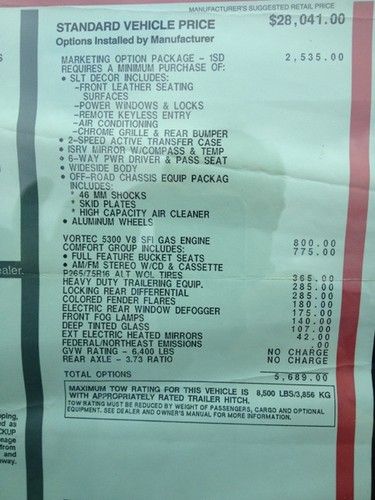 MANUFACTURER'S SUGGESTED RETAIL PRICE
STANDARD VEHICLE PRICE $28,041.00
Options Installed by Manufacturer
MARKETING OPTION PACKAGE - 1SD 2,535.00
REQUIRES A MINIMUM PURCHASE OF:
• SLT DECOR INCLUDES:
-FRONT LEATHER SEATING
SURFACES
-POWER WINDOWS & LOCKS
-REMOTE KEYLESS ENTRY
-AIR CONDITIONING
-CHROME GRILLE & REAR BUMPER
• 2-SPEED ACTIVE TRANSFER CASE
• ISRV MIRROR W/COMPASS & TEMP
• 6-WAY PWR DRIVER & PASS SEAT
• WIDESIDE BODY
• OFF-ROAD CHASSIS EQUIP PACKAG
INCLUDES:
* 46 MM SHOCKS
* SKID PLATES
* HIGH CAPACITY AIR CLEANER
• ALUMINUM WHEELS
VORTEC 5300 V8 SFI GAS ENGINE 800.00
COMFORT GROUP INCLUDES: 775.00
• FULL FEATURE BUCKET SEATS
• AM/FM STEREO W/CD & CASSETTE
P265/75R16 ALT WOL TIRES 365.00
HEAVY DUTY TRAILERING EQUIP. 285.00
LOCKING REAR DIFFERENTIAL 285.00
COLORED FENDER FLARES 180.00
ELECTRIC REAR WINDOW DEFOGGER 175.00
FRONT FOG LAMPS 140.00
DEEP TINTED GLASS 107.00
EXT ELECTRIC HEATED MIRRORS 42.00
FEDERAL/NORTHEAST EMISSIONS .00
GVW RATING - 6,400 LBS NO CHARGE
REAR AXLE - 3.73 RATIO NO CHARGE
TOTAL OPTIONS 5,689.00
MAXIMUM TOW RATING FOR THIS VEHICLE IS 8,500 LBS/3,856 KG
WITH APPROPRIATELY RATED TRAILER HITCH.
TOW RATING MUST BE REDUCED BY WEIGHT OF PASSENGERS, CARGO AND OPTIONAL
EQUIPMENT. SEE DEALER AND OWNER'S MANUAL FOR MORE INFORMATION.